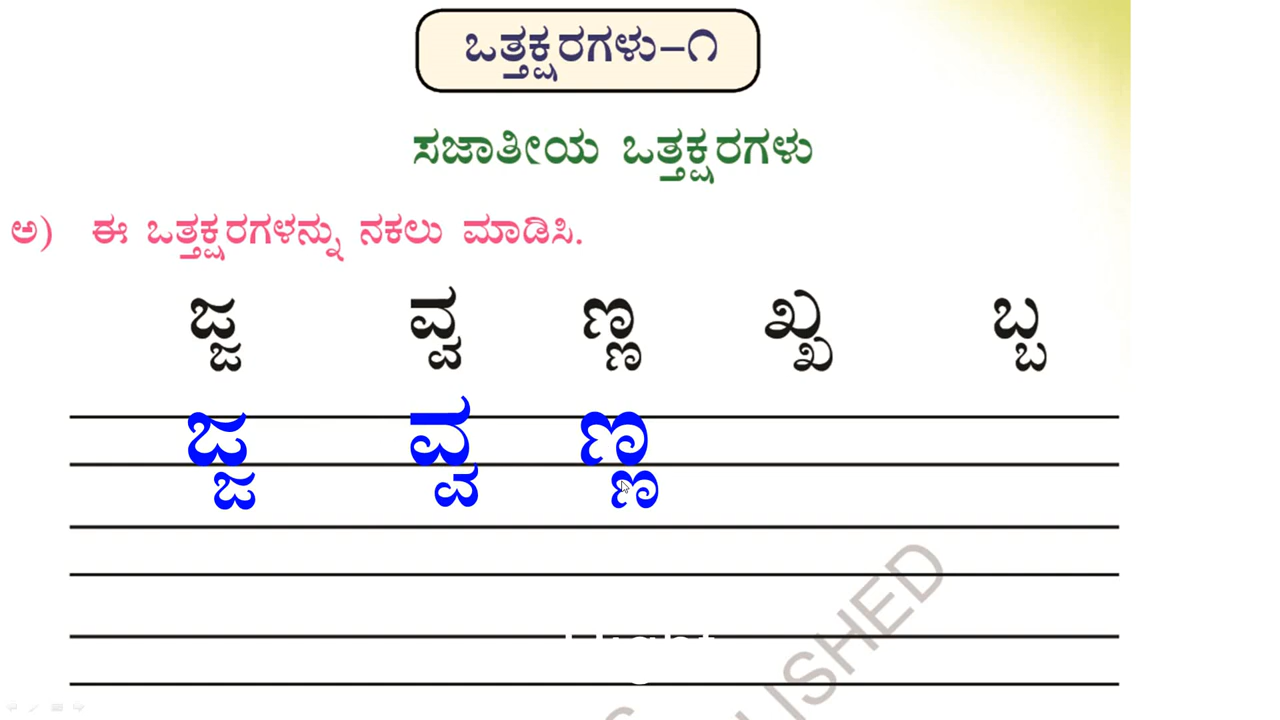 ಒತ್ತಕ್ಷರಗಳು-೧
ಸಜಾತೀಯ ಒತ್ತಕ್ಷರಗಳು
ಅ) ಈ ಒತ್ತಕ್ಷರಗಳನ್ನು ನಕಲು ಮಾಡಿಸಿ.
ಜ್ಜ ವ್ವ ಣ್ಣ ಖ್ಖ ಬ್ಬ
ಜ್ಜ ವ್ವ ಣ್ಣ